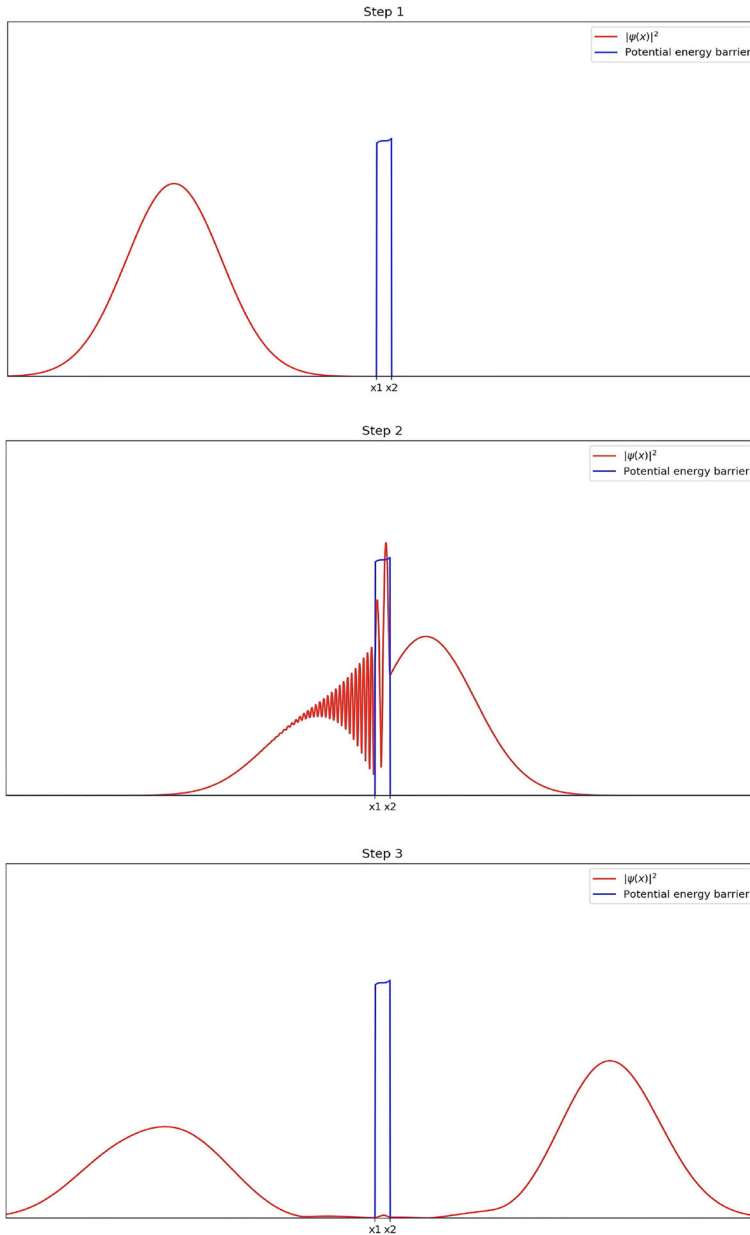 Step 1
|ψ(x)|²
Potential energy barrier
x1 x2
Step 2
|ψ(x)|²
Potential energy barrier
x1 x2
Step 3
|ψ(x)|²
Potential energy barrier
x1 x2